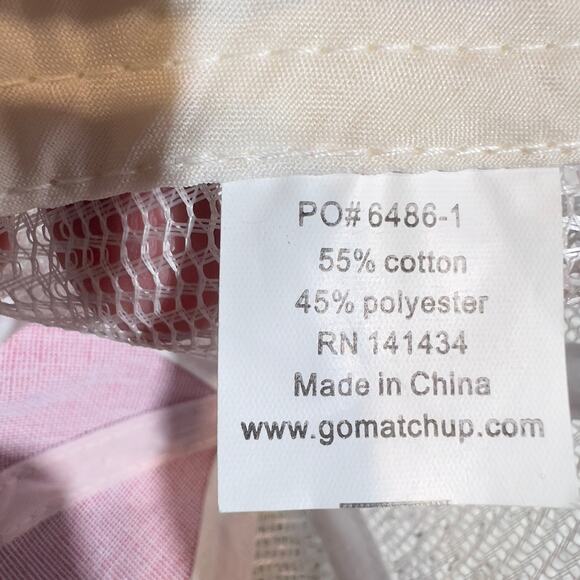 PO# 6486-1
55% cotton
45% polyester
RN 141434
Made in China
www.gomatchup.com